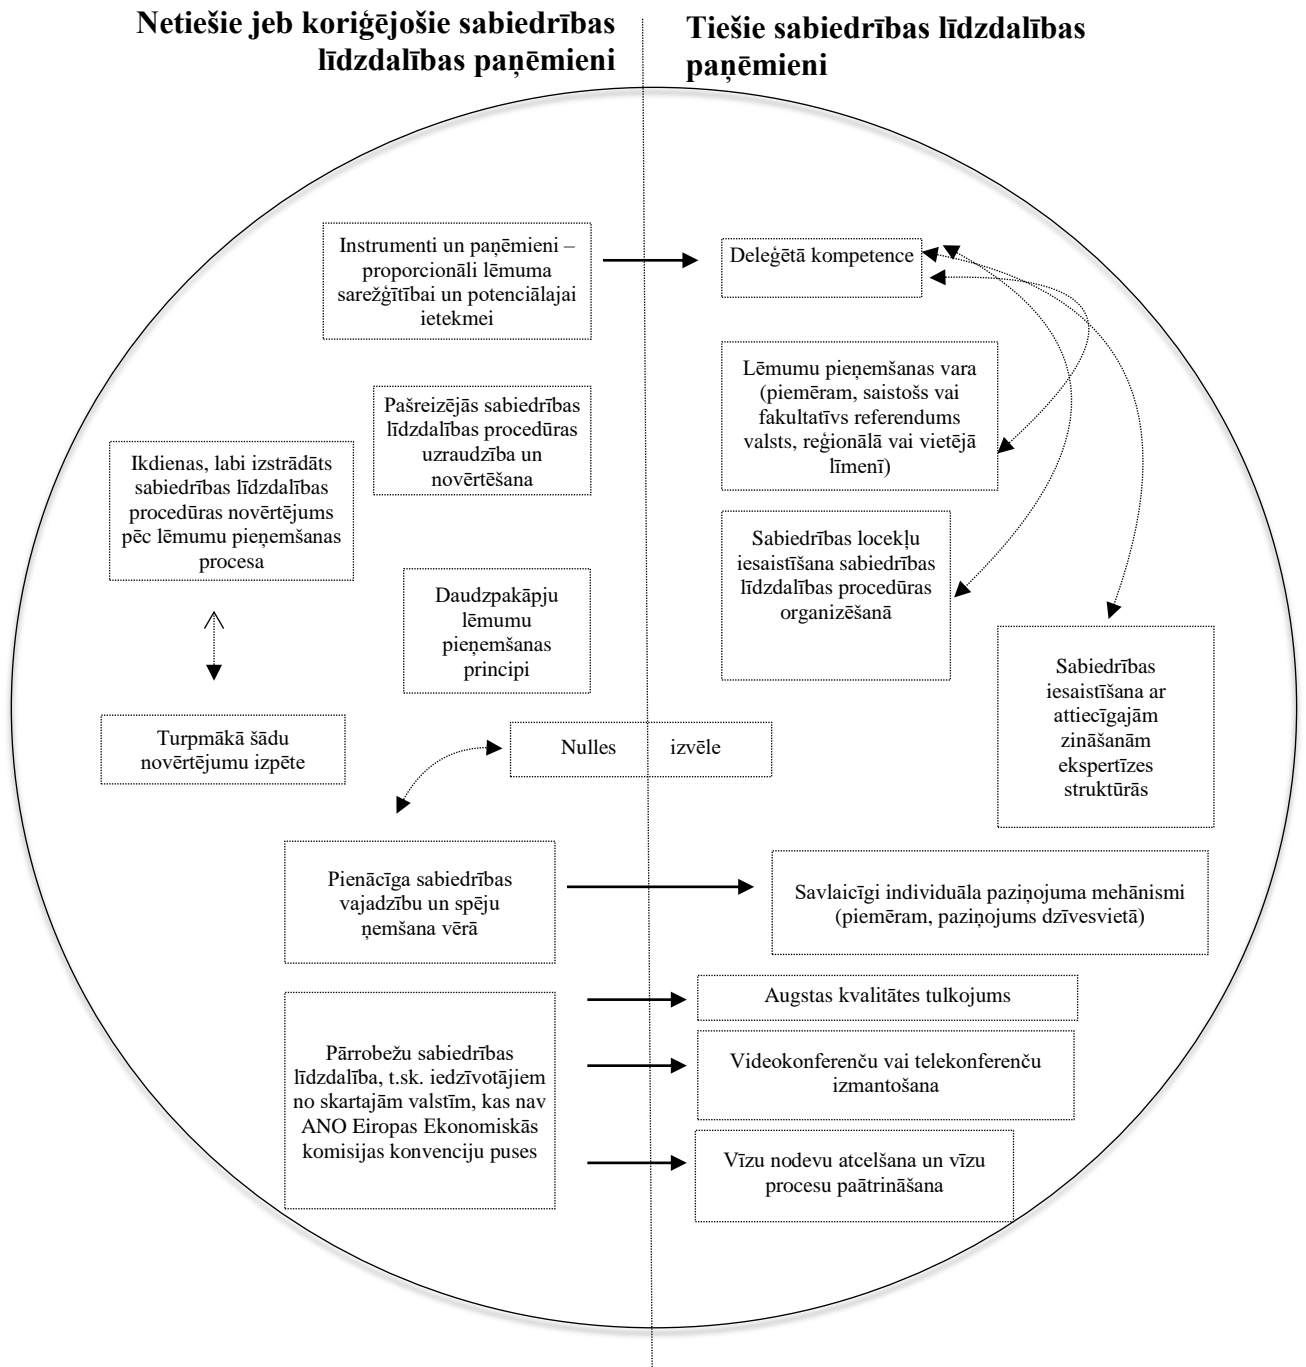 Netiešie jeb koriģējošie sabiedrības
līdzdalības paņēmieni
Tiešie sabiedrības līdzdalības
paņēmieni
Instrumenti un paņēmieni –
proporcionāli lēmuma
sarežģītībai un potenciālajai
ietekmei
Deleģētā kompetence
Lēmumu pieņemšanas vara
(piemēram, saistošs vai
fakultatīvs referendums
valsts, reģionālā vai vietējā
līmenī)
Pašreizējās sabiedrības
līdzdalības procedūras
uzraudzība un
novērtēšana
Ikdienas, labi izstrādāts
sabiedrības līdzdalības
procedūras novērtējums
pēc lēmumu pieņemšanas
procesa
Sabiedrības locekļu
iesaistīšana sabiedrības
līdzdalības procedūras
organizēšanā
Daudzpakāpju
lēmumu
pieņemšanas
principi
Sabiedrības
iesaistīšana ar
attiecīgajām
zināšanām
ekspertīzes
struktūrās
Turpmākā šādu
novērtējumu izpēte
Nulles izvēle
Pienācīga sabiedrības
vajadzību un spēju
ņemšana vērā
Savlaicīgi individuāla paziņojuma mehānismi
(piemēram, paziņojums dzīvesvietā)
Pārrobežu sabiedrības
līdzdalība, t.sk. iedzīvotājiem
no skartajām valstīm, kas nav
ANO Eiropas Ekonomiskās
komisijas konvenciju puses
Augstas kvalitātes tulkojums
Videokonferenču vai telekonferenču
izmantošana
Vīzu nodevu atcelšana un vīzu
procesu paātrināšana